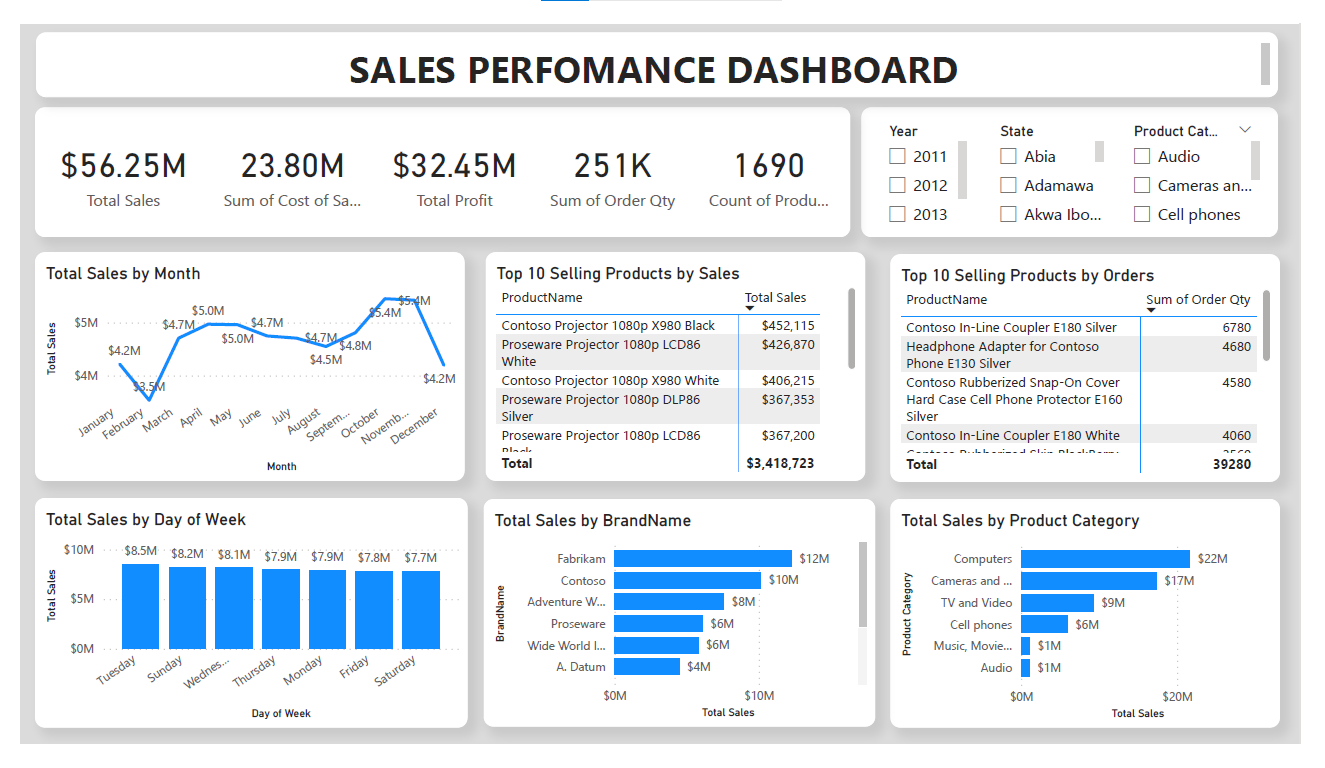 SALES PERFOMANCE DASHBOARD
$56.25M
Total Sales
23.80M
Sum of Cost of Sa...
$32.45M
Total Profit
251K
Sum of Order Qty
1690
Count of Produ...
Year
2011
2012
2013
State
Abia
Adamawa
Akwa Ibo...
Product Cat...
Audio
Cameras an...
Cell phones
Total Sales by Month
Total Sales
$5M
$4M
$4.2M
$3.5M
$4.7M
$5.0M
$5.0M
$4.7M
$4.7M
$4.5M
$4.8M
$5.4M
$5.4M
$4.2M
January
February
March
April
May
June
July
August
Septem...
October
Novemb...
December
Month
Top 10 Selling Products by Sales
ProductName Total Sales
Contoso Projector 1080p X980 Black $452,115
Proseware Projector 1080p LCD86 $426,870
White
Contoso Projector 1080p X980 White $406,215
Proseware Projector 1080p DLP86 $367,353
Silver
Proseware Projector 1080p LCD86 $367,200
Black
Total $3,418,723
Top 10 Selling Products by Orders
ProductName Sum of Order Qty
Contoso In-Line Coupler E180 Silver 6780
Headphone Adapter for Contoso 4680
Phone E130 Silver
Contoso Rubberized Snap-On Cover 4580
Hard Case Cell Phone Protector E160
Silver
Contoso In-Line Coupler E180 White 4060
Contoso Rubberized Skin BlackBerry 3560
Total 39280
Total Sales by Day of Week
Total Sales
$10M
$5M
$0M
$8.5M
$8.2M
$8.1M
$7.9M
$7.9M
$7.8M
$7.7M
Tuesday
Sunday
Wednes...
Thursday
Monday
Friday
Saturday
Day of Week
Total Sales by BrandName
BrandName
Fabrikam $12M
Contoso $10M
Adventure W... $8M
Proseware $6M
Wide World I... $6M
A. Datum $4M
$0M $10M
Total Sales
Total Sales by Product Category
Product Category
Computers $22M
Cameras and ... $17M
TV and Video $9M
Cell phones $6M
Music, Movie... $1M
Audio $1M
$0M $20M
Total Sales